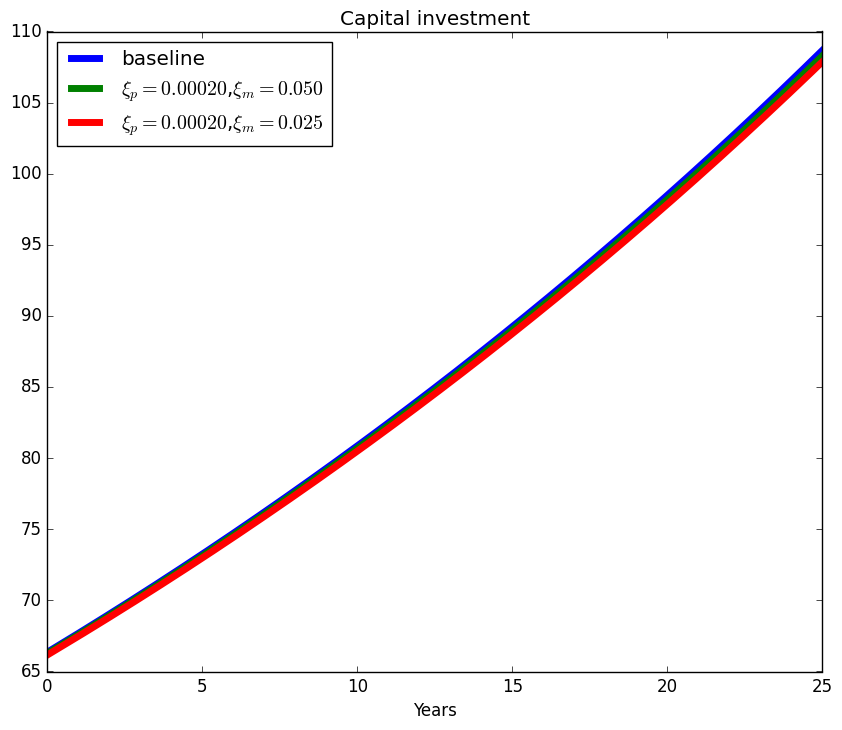 Capital investment
110
105
100
95
90
85
80
75
70
65
baseline
ξₚ = 0.00020,ξₘ = 0.050
ξₚ = 0.00020,ξₘ = 0.025
0 5 10 15 20 25
Years